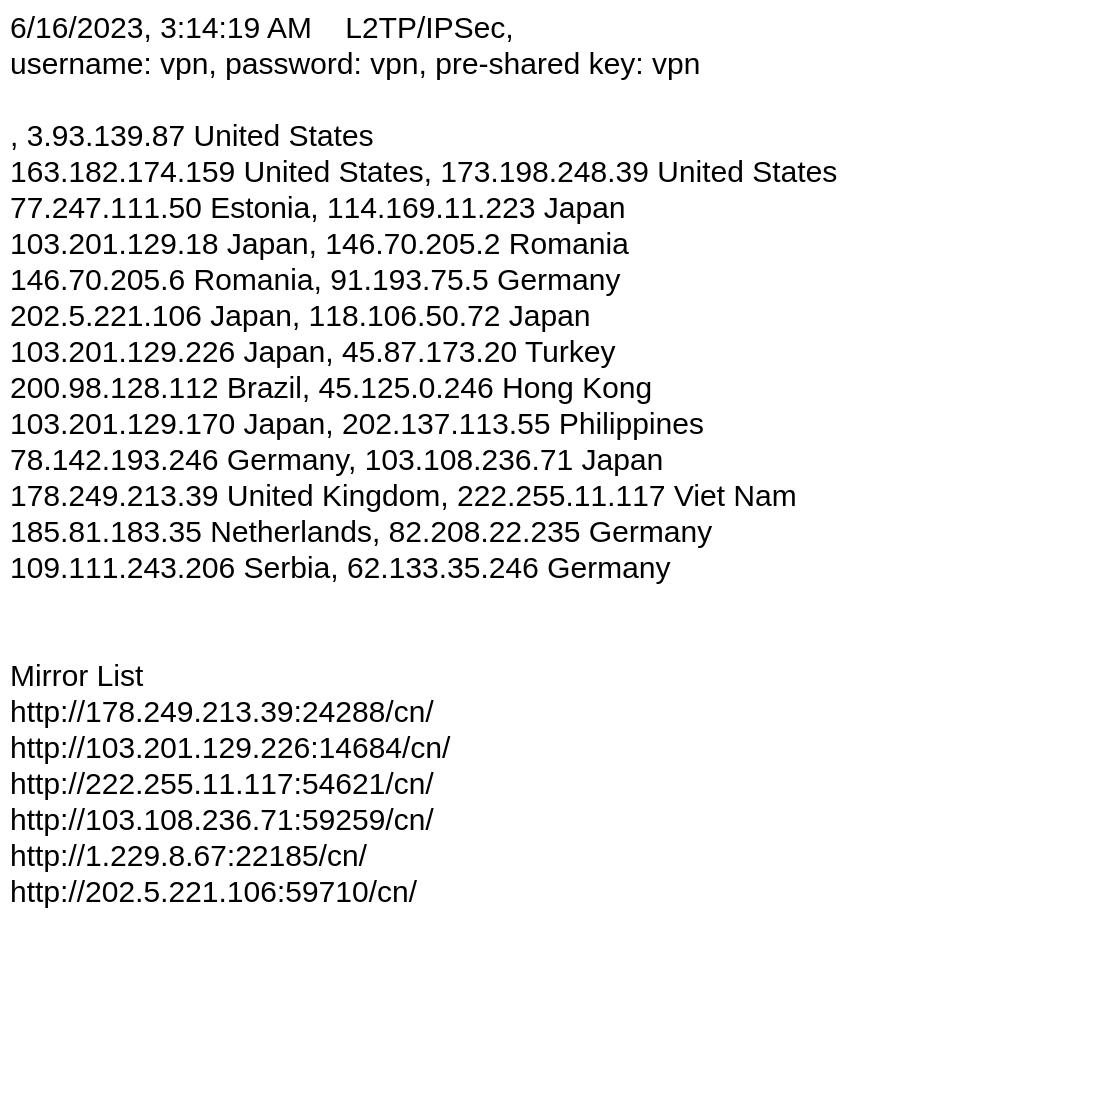 6/16/2023, 3:14:19 AM    L2TP/IPSec,
username: vpn, password: vpn, pre-shared key: vpn
, 3.93.139.87 United States
163.182.174.159 United States, 173.198.248.39 United States
77.247.111.50 Estonia, 114.169.11.223 Japan
103.201.129.18 Japan, 146.70.205.2 Romania
146.70.205.6 Romania, 91.193.75.5 Germany
202.5.221.106 Japan, 118.106.50.72 Japan
103.201.129.226 Japan, 45.87.173.20 Turkey
200.98.128.112 Brazil, 45.125.0.246 Hong Kong
103.201.129.170 Japan, 202.137.113.55 Philippines
78.142.193.246 Germany, 103.108.236.71 Japan
178.249.213.39 United Kingdom, 222.255.11.117 Viet Nam
185.81.183.35 Netherlands, 82.208.22.235 Germany
109.111.243.206 Serbia, 62.133.35.246 Germany
Mirror List
http://178.249.213.39:24288/cn/
http://103.201.129.226:14684/cn/
http://222.255.11.117:54621/cn/
http://103.108.236.71:59259/cn/
http://1.229.8.67:22185/cn/
http://202.5.221.106:59710/cn/